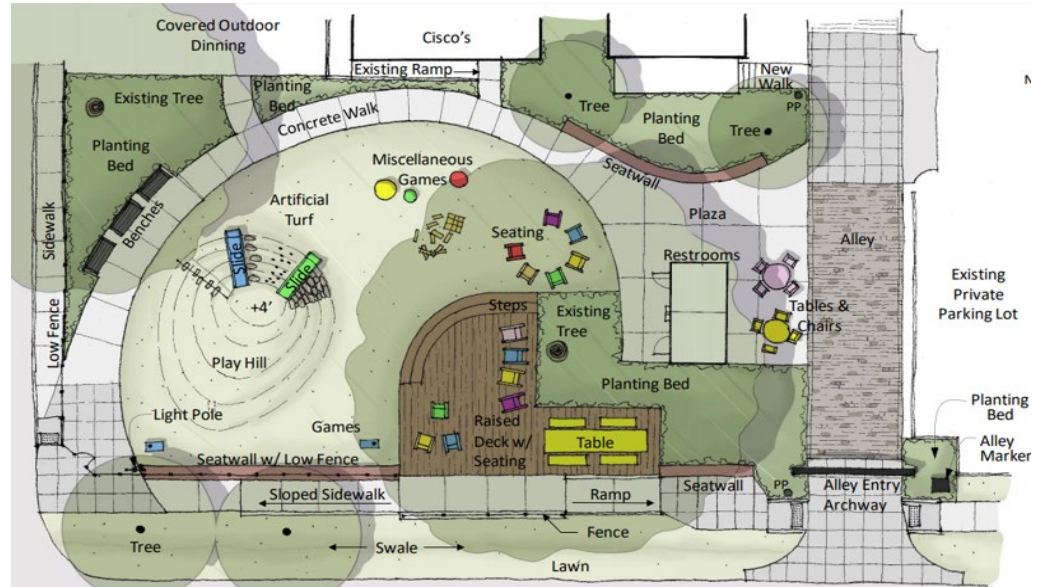 Covered Outdoor
Dinning
Cisco's
Existing Ramp
New
Walk
N
Existing Tree
Planting
Bed
Tree
PP
Concrete Walk
Planting
Bed
Tree
Planting
Bed
Miscellaneous
Games
Seatwall
Artificial
Turf
Benches
Sidewalk
Plaza
Seating
Alley
Slide
Slide
Restrooms
Existing
Private
Parking Lot
+4'
Steps
Existing
Tree
Tables &
Chairs
Low Fence
Play Hill
Planting Bed
Planting
Bed
Light Pole
Games
Raised
Deck w/
Seating
Table
Alley
Marker
Seatwall w/ Low Fence
Seatwall
PP
Alley Entry
Archway
Sloped Sidewalk
Ramp
Fence
Tree
Swale
Lawn